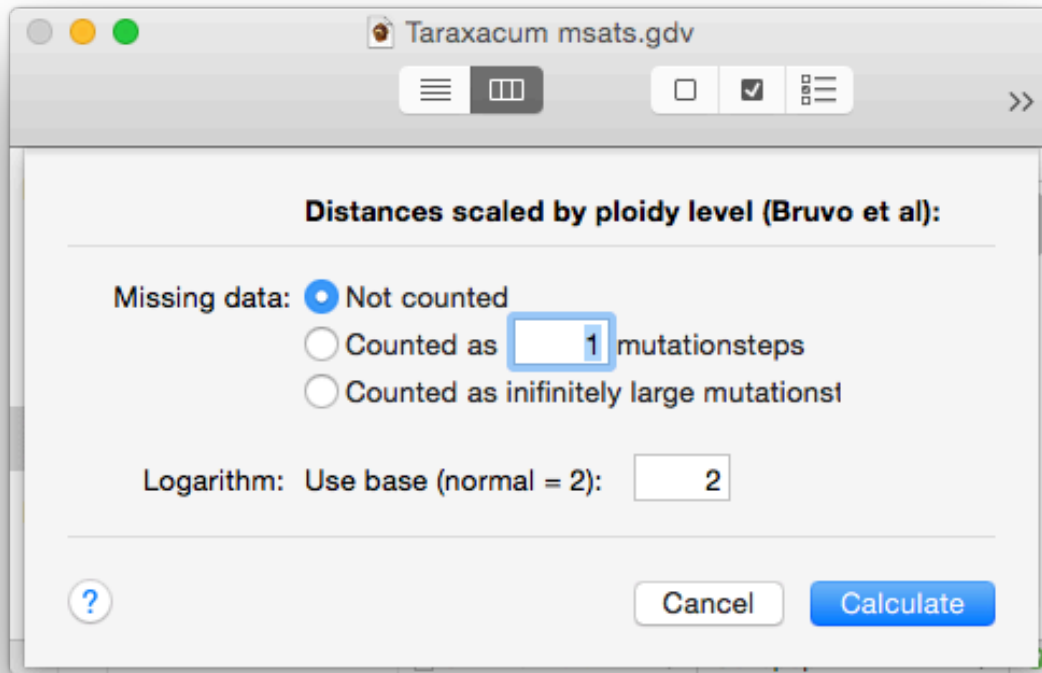 Taraxacum msats.gdv
Distances scaled by ploidy level (Bruvo et al):
Missing data: Not counted
Counted as 1 mutationsteps
Counted as inifinitely large mutationst
Logarithm: Use base (normal = 2): 2
? Cancel Calculate